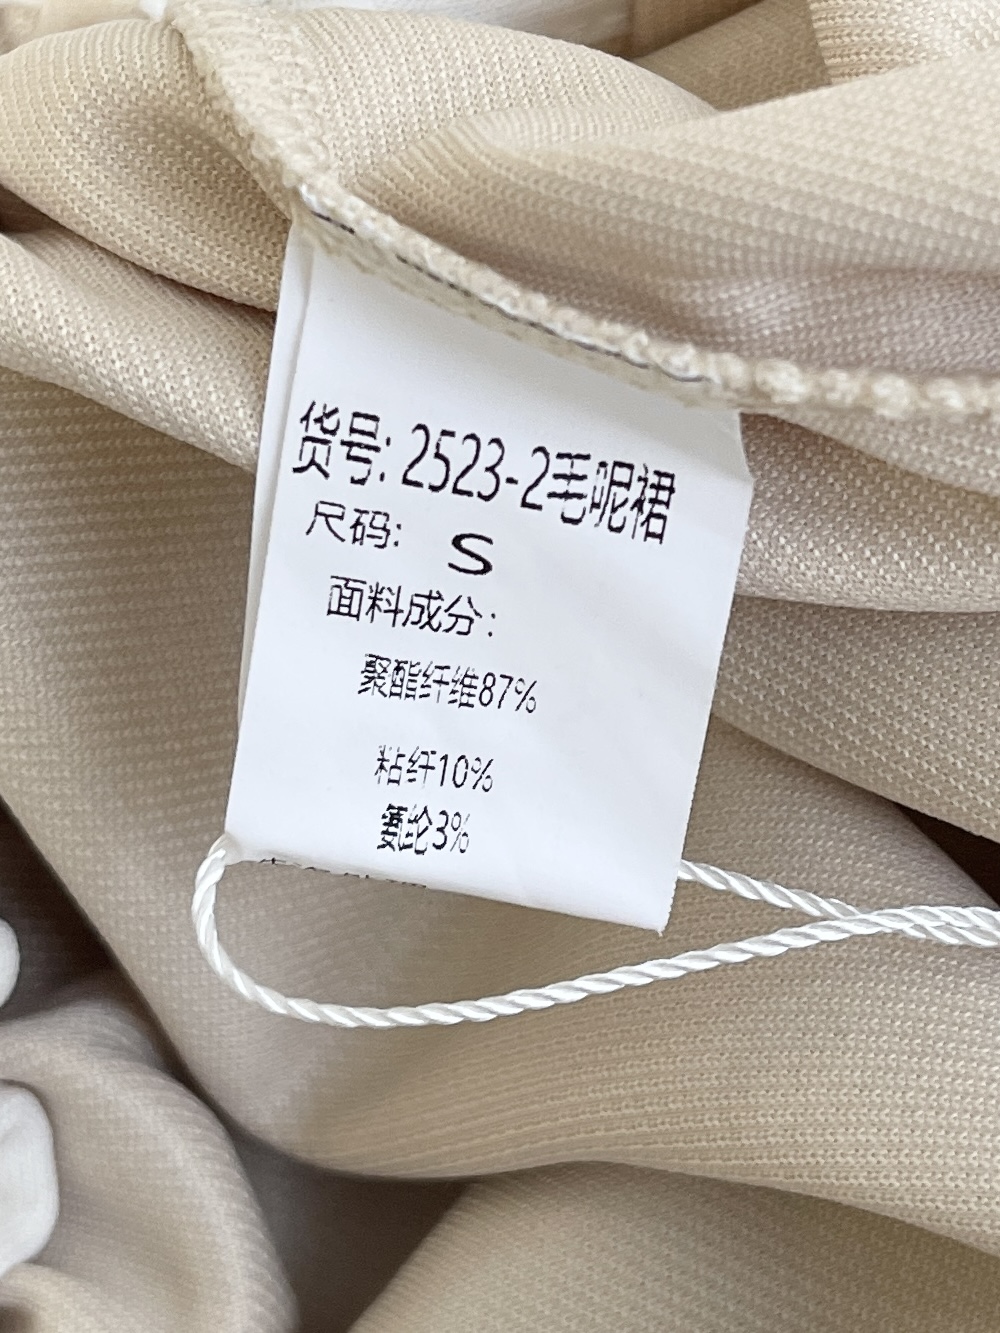 货号: 2523-2毛呢裙
尺码: S
面料成分:
聚酯纤维87%
粘纤10%
氨纶3%